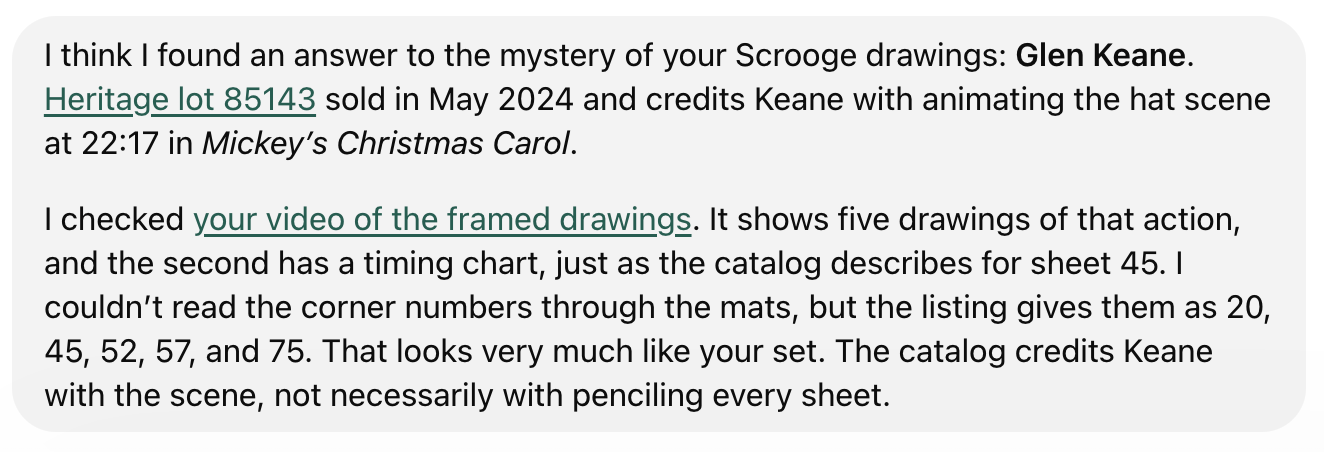 I think I found an answer to the mystery of your Scrooge drawings: Glen Keane.
Heritage lot 85143 sold in May 2024 and credits Keane with animating the hat scene
at 22:17 in Mickey’s Christmas Carol.
I checked your video of the framed drawings. It shows five drawings of that action,
and the second has a timing chart, just as the catalog describes for sheet 45. I
couldn’t read the corner numbers through the mats, but the listing gives them as 20,
45, 52, 57, and 75. That looks very much like your set. The catalog credits Keane
with the scene, not necessarily with penciling every sheet.